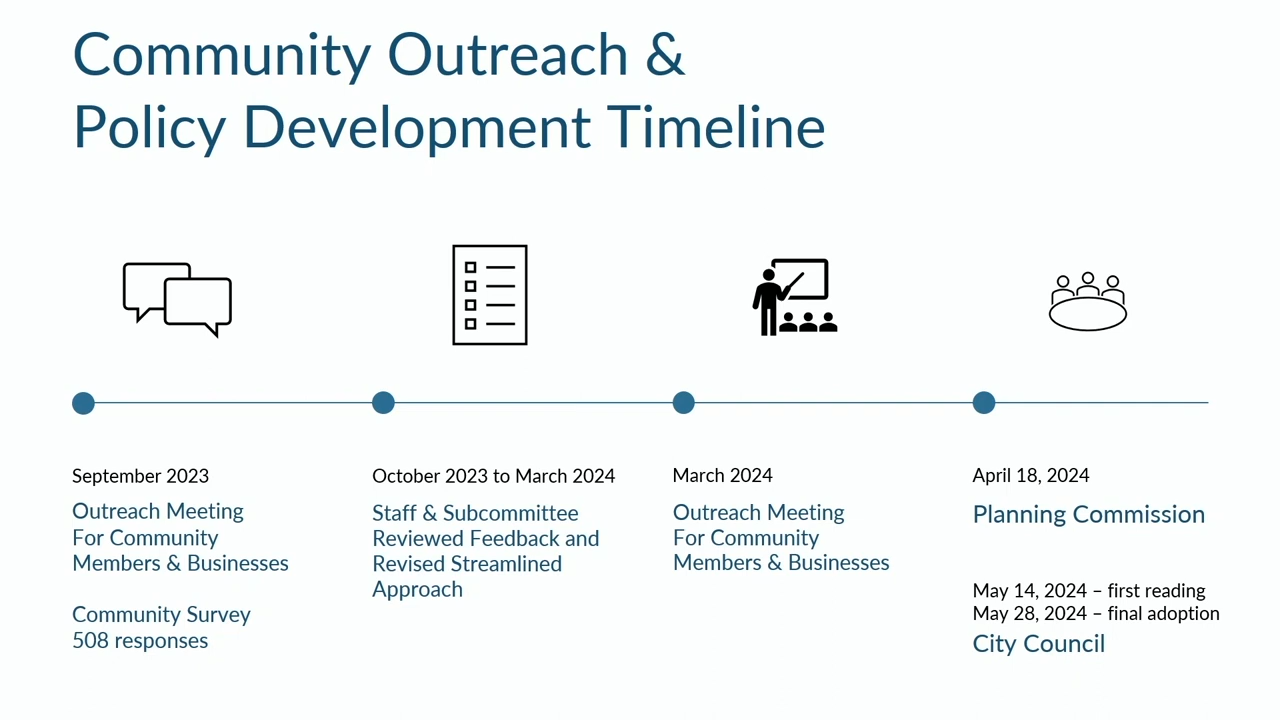 Community Outreach &
Policy Development Timeline
September 2023
Outreach Meeting
For Community
Members & Businesses
Community Survey
508 responses
October 2023 to March 2024
Staff & Subcommittee
Reviewed Feedback and
Revised Streamlined
Approach
March 2024
Outreach Meeting
For Community
Members & Businesses
April 18, 2024
Planning Commission
May 14, 2024 – first reading
May 28, 2024 – final adoption
City Council